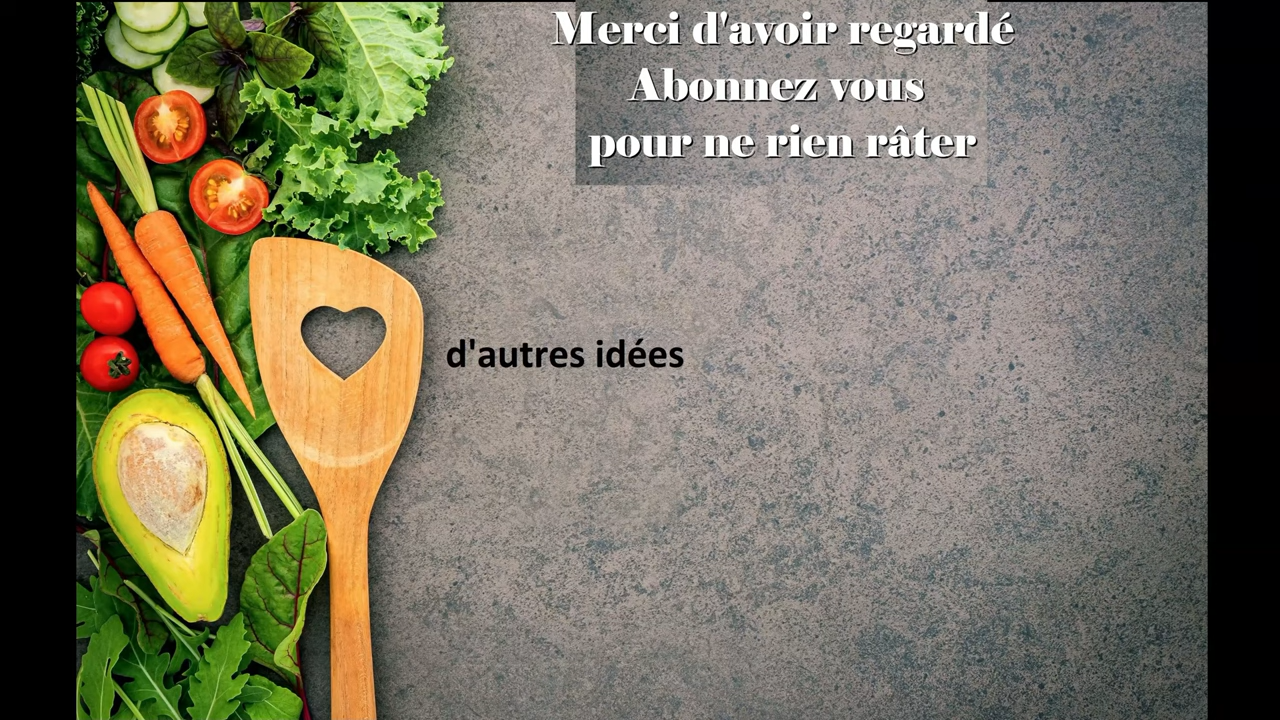 Merci d'avoir regardé
Abonnez vous
pour ne rien râter
d'autres idées